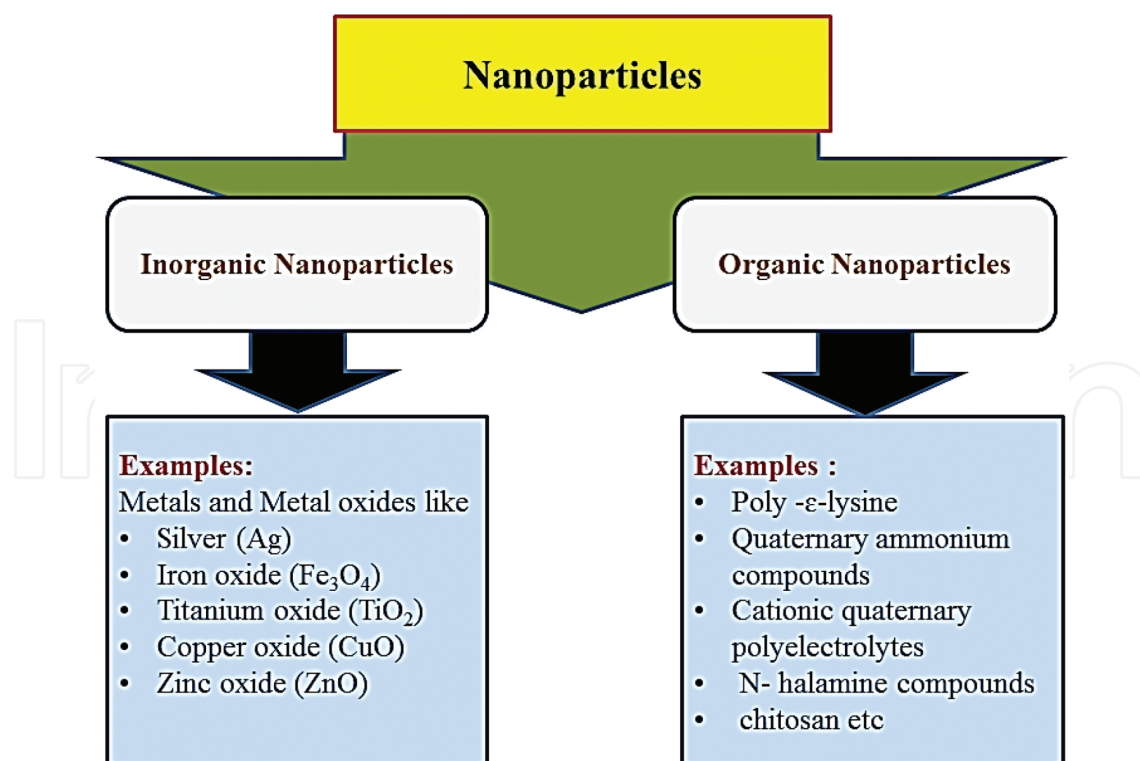 Nanoparticles
Inorganic Nanoparticles
Organic Nanoparticles
Examples:
Metals and Metal oxides like
• Silver (Ag)
• Iron oxide (Fe₃O₄)
• Titanium oxide (TiO₂)
• Copper oxide (CuO)
• Zinc oxide (ZnO)
Examples :
• Poly -ε-lysine
• Quaternary ammonium
compounds
• Cationic quaternary
polyelectrolytes
• N- halamine compounds
• chitosan etc